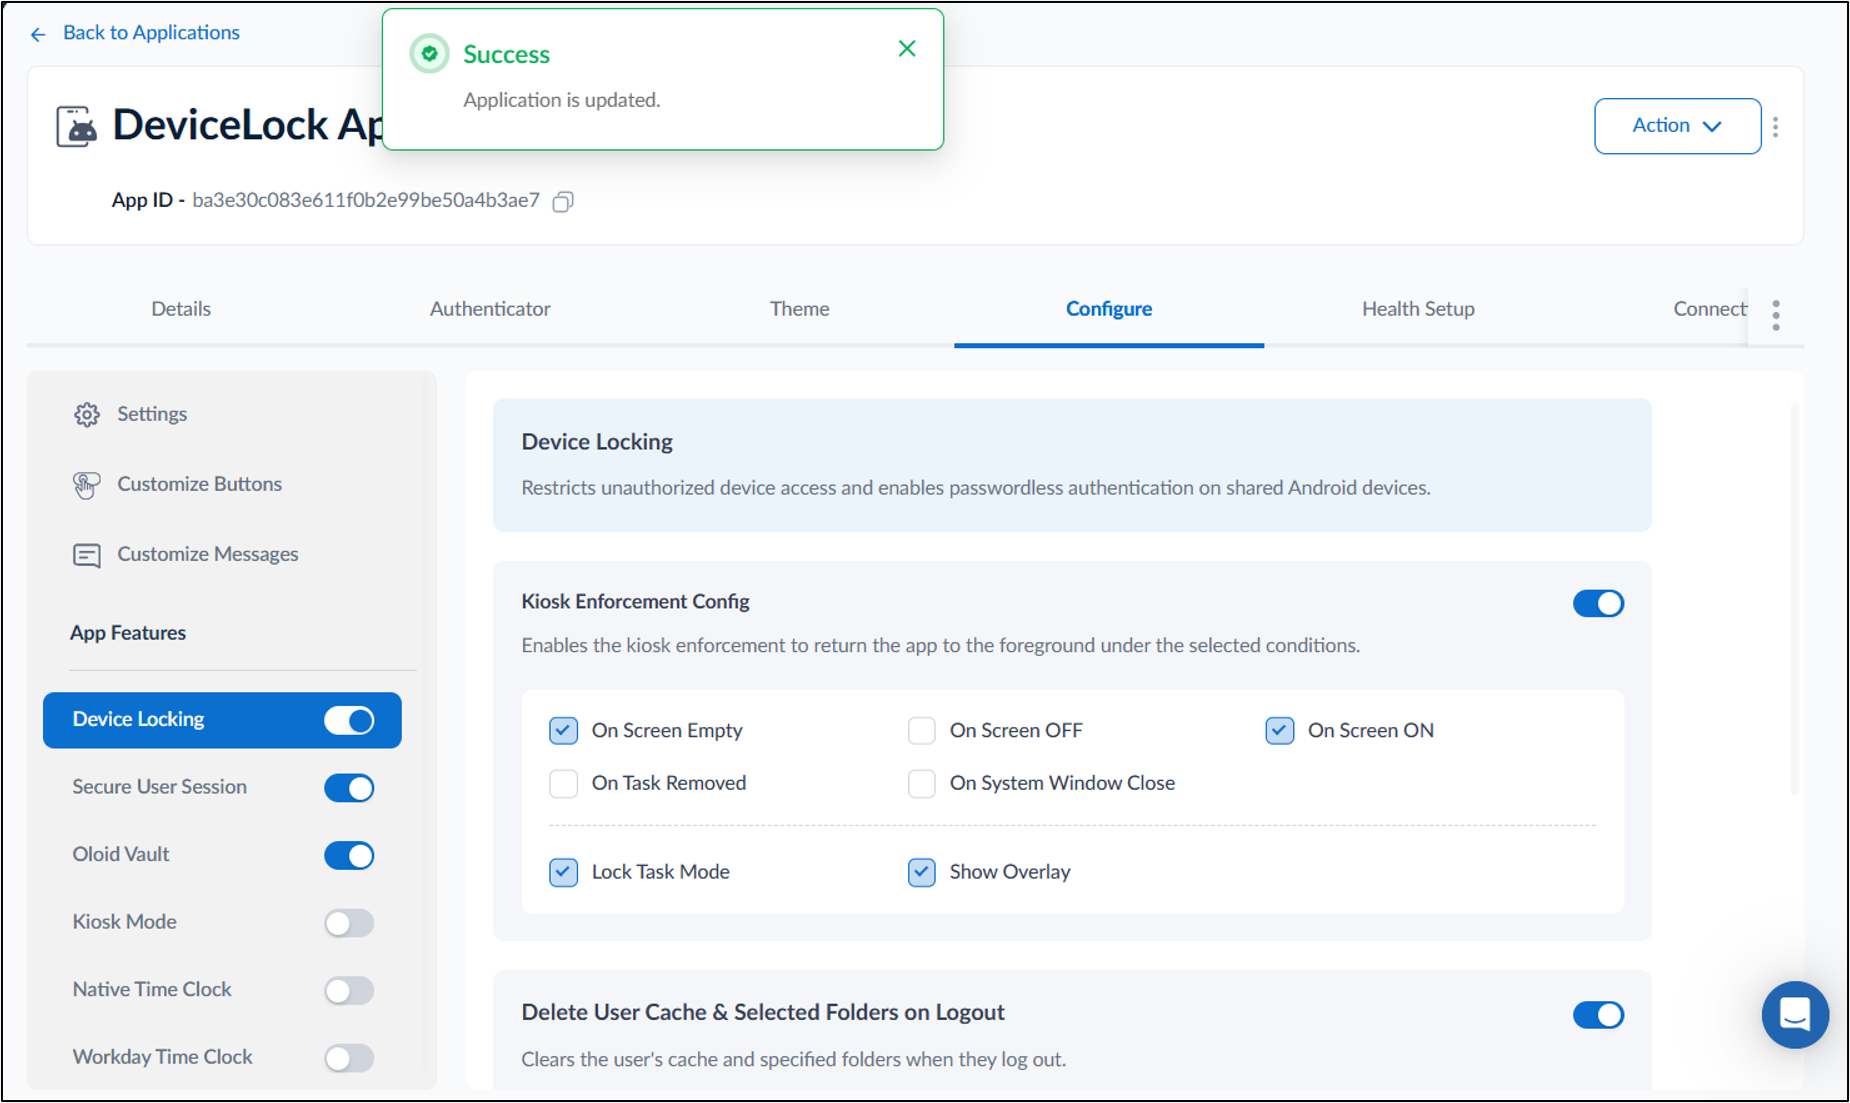 Back to Applications
Success
Application is updated.
DeviceLock Ap
Action
App ID - ba3e30c083e611f0b2e99be50a4b3ae7
Details Authenticator Theme Configure Health Setup Connect
Settings
Customize Buttons
Customize Messages
App Features
Device Locking
Secure User Session
Oloid Vault
Kiosk Mode
Native Time Clock
Workday Time Clock
Device Locking
Restricts unauthorized device access and enables passwordless authentication on shared Android devices.
Kiosk Enforcement Config
Enables the kiosk enforcement to return the app to the foreground under the selected conditions.
On Screen Empty On Screen OFF On Screen ON
On Task Removed On System Window Close
Lock Task Mode Show Overlay
Delete User Cache & Selected Folders on Logout
Clears the user's cache and specified folders when they log out.